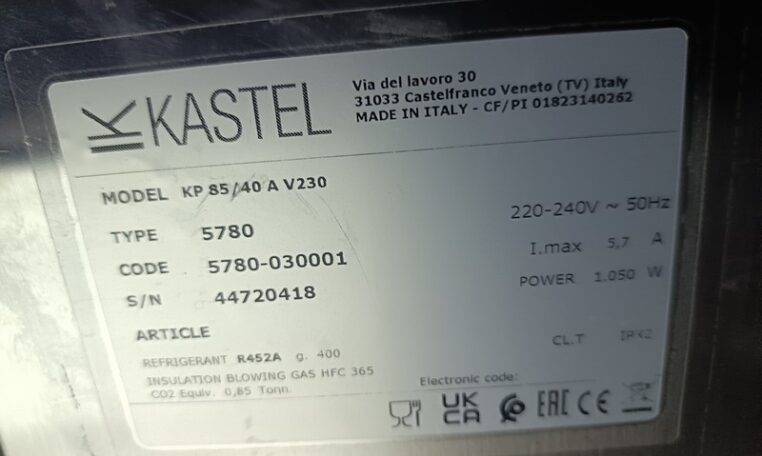 KASTEL
Via del lavoro 30
31033 Castelfranco Veneto (TV) Italy
MADE IN ITALY - CF/PI 01823140262
MODEL KP 85/40 A V230
TYPE 5780
CODE 5780-030001
S/N 44720418
ARTICLE
REFRIGERANT R452A g. 400
INSULATION BLOWING GAS HFC 365
CO2 Equiv. 0,85 Tonn.
220-240V ~ 50Hz
I.max 5,7 A
POWER 1.050 W
CL.T
Electronic code:
UK
CA
EAC CE